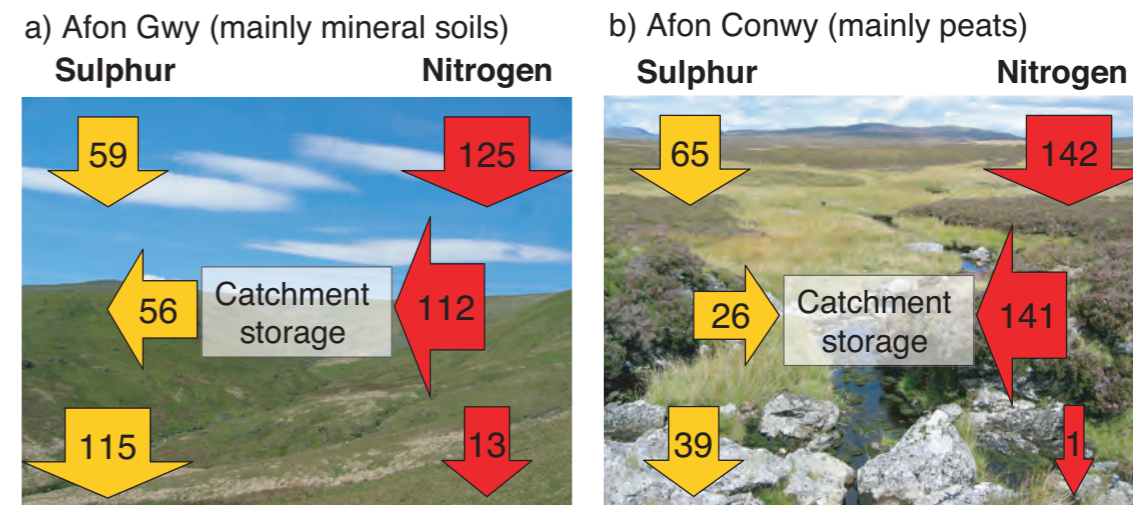 a) Afon Gwy (mainly mineral soils)
Sulphur Nitrogen
59 125
56 Catchment storage 112
115 13
b) Afon Conwy (mainly peats)
Sulphur Nitrogen
65 142
26 Catchment storage 141
39 1